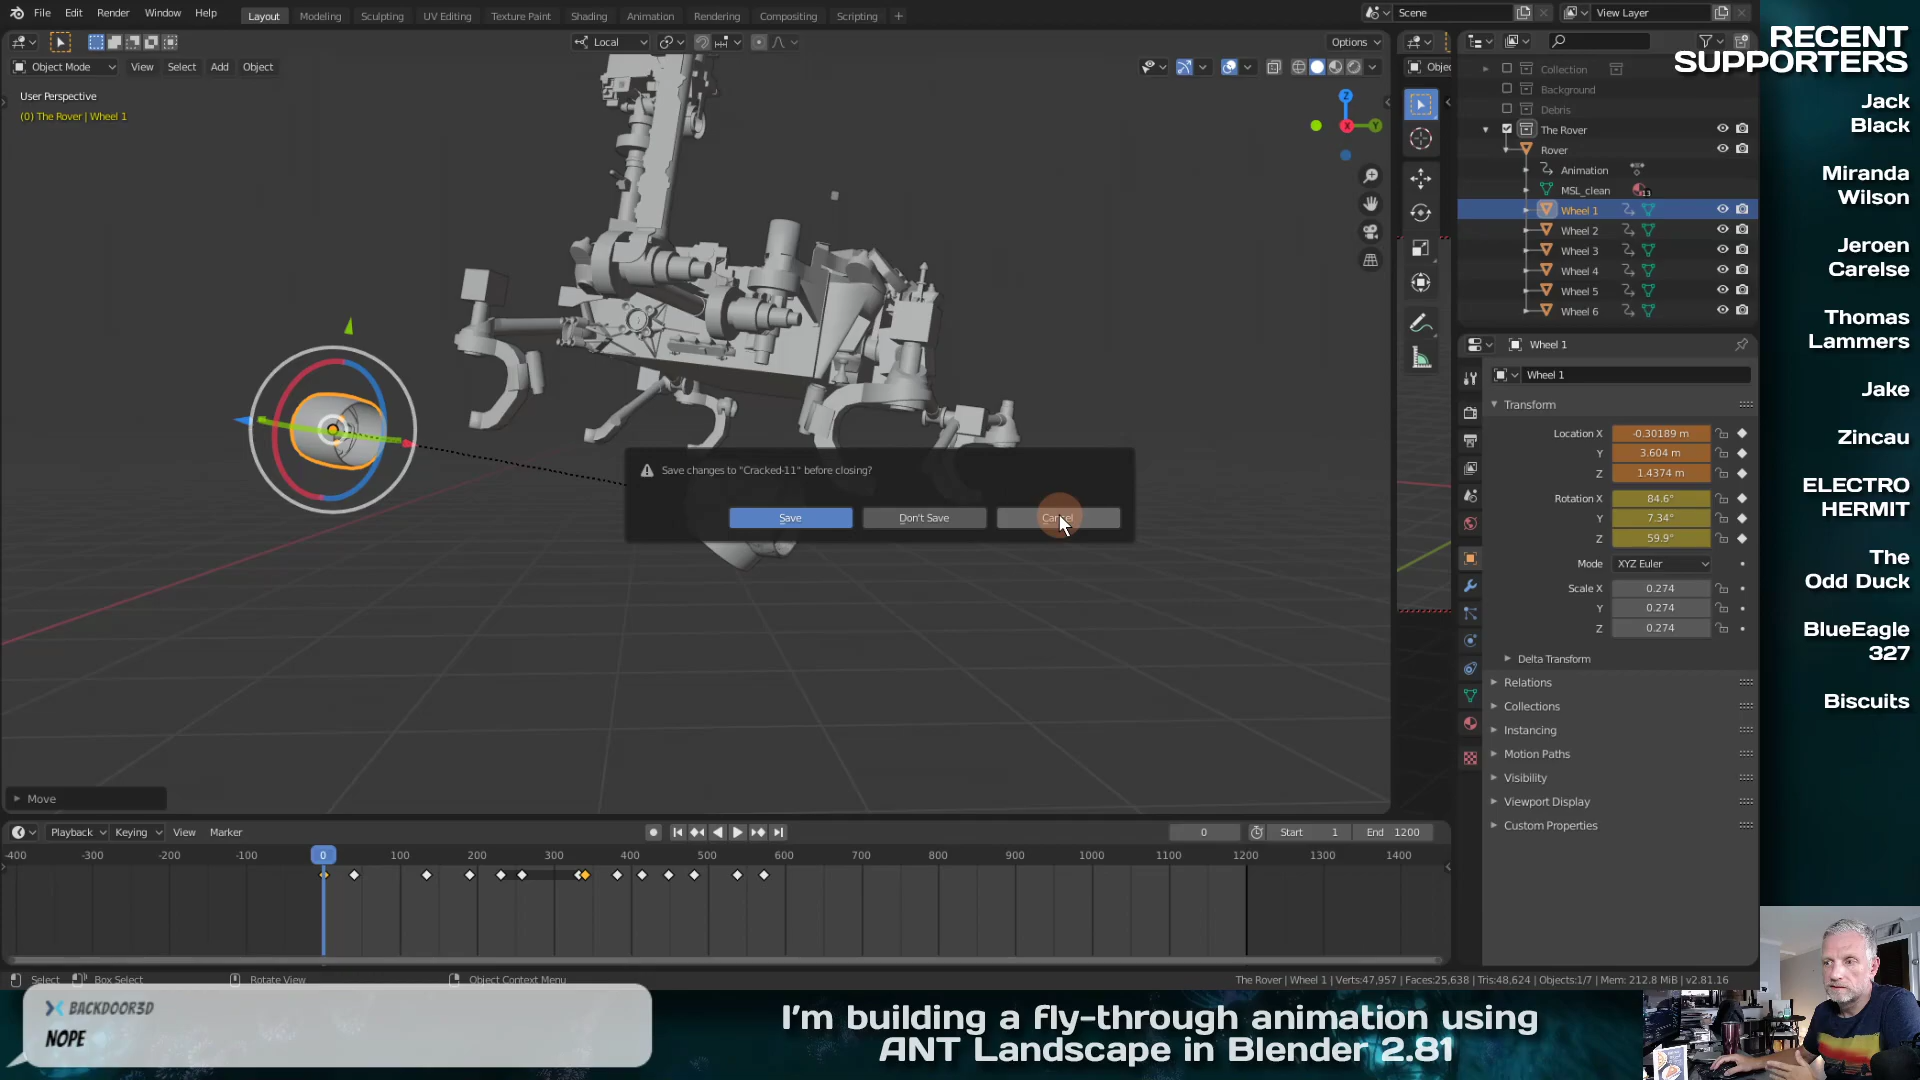 File Edit Render Window Help
Layout Modeling Sculpting UV Editing Texture Paint Shading Animation Rendering Compositing Scripting +
Scene
View Layer
Local
Options
Object Mode View Select Add Object
User Perspective
(0) The Rover | Wheel 1
Z
Y
X
Save changes to "Cracked-11" before closing?
Save
Don't Save
Cancel
Move
Collection
Background
Debris
The Rover
Rover
Animation
MSL_clean 13
Wheel 1
Wheel 2
Wheel 3
Wheel 4
Wheel 5
Wheel 6
Wheel 1
Wheel 1
Transform
Location X -0.30189 m
Y 3.604 m
Z 1.4374 m
Rotation X 84.6°
Y 7.34°
Z 59.9°
Mode XYZ Euler
Scale X 0.274
Y 0.274
Z 0.274
Delta Transform
Relations
Collections
Instancing
Motion Paths
Visibility
Viewport Display
Custom Properties
Playback Keying View Marker
0 Start 1 End 1200
-400 -300 -200 -100 0 100 200 300 400 500 600 700 800 900 1000 1100 1200 1300 1400
Select Box Select Rotate View Object Context Menu
The Rover | Wheel 1 | Verts:47,957 | Faces:25,638 | Tris:48,624 | Objects:1/7 | Mem: 212.8 MiB | v2.81.16
RECENT
SUPPORTERS
Jack
Black
Miranda
Wilson
Jeroen
Carelse
Thomas
Lammers
Jake
Zincau
ELECTRO
HERMIT
The
Odd Duck
BlueEagle
327
Biscuits
BACKDOOR3D
NOPE
I'm building a fly-through animation using
ANT Landscape in Blender 2.81